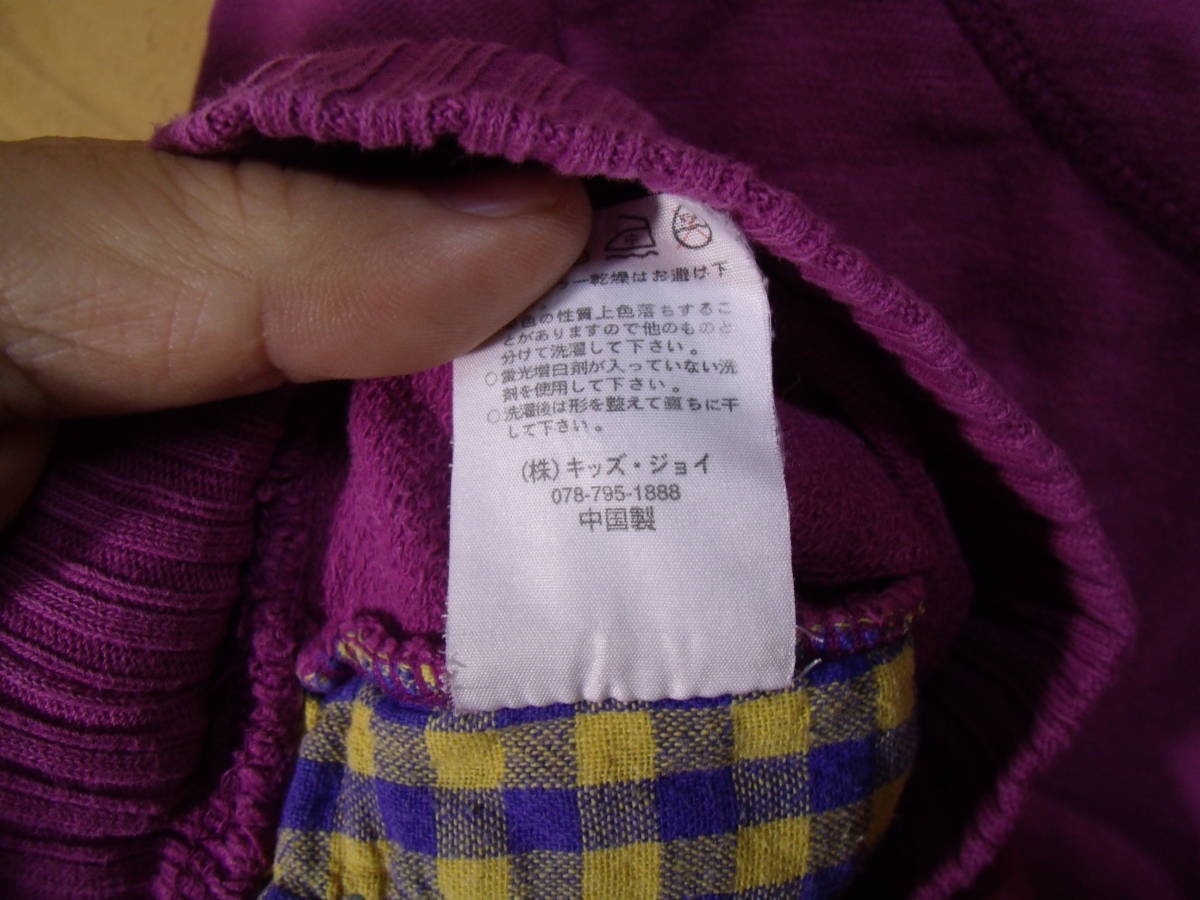 ー乾燥はお避け下
色の性質上色落ちするこ
とがありますので他のものと
分けて洗濯して下さい。
○蛍光増白剤が入っていない洗
剤を使用して下さい。
○洗濯後は形を整えて直ちに干
して下さい。
(株)キッズ・ジョイ
078-795-1888
中国製